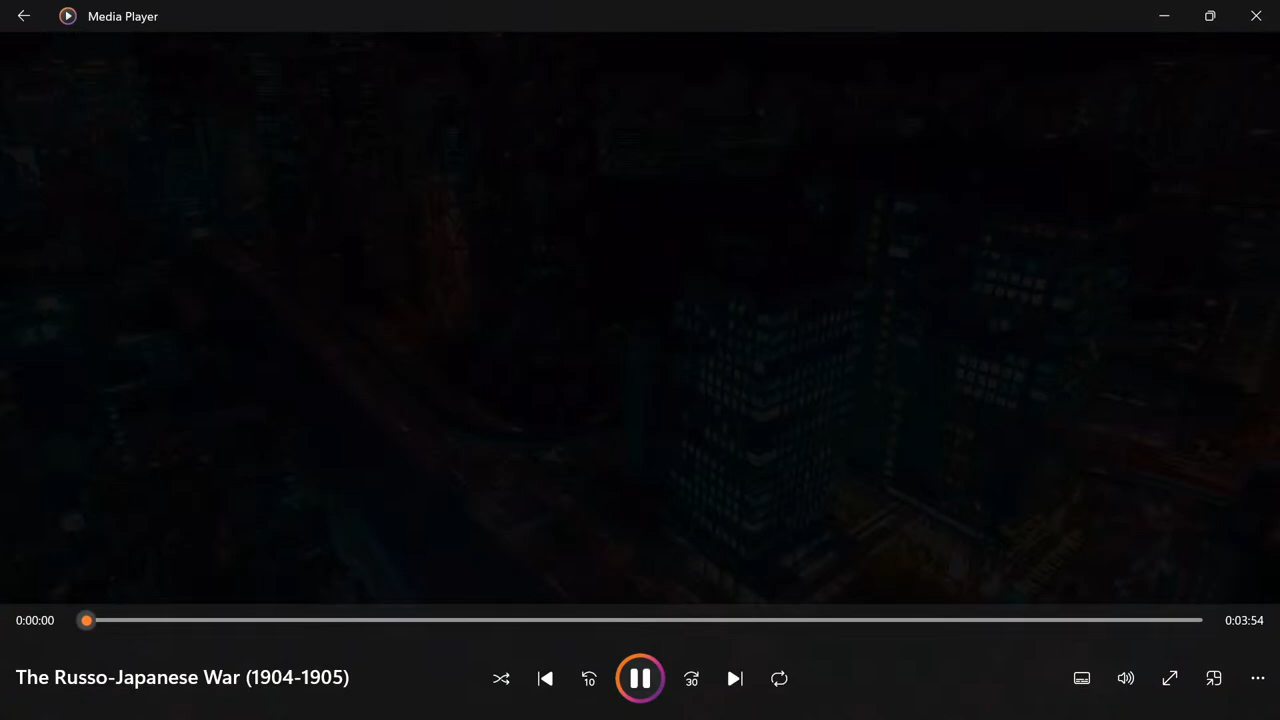 Media Player
0:00:00
0:03:54
The Russo-Japanese War (1904-1905)
10
30